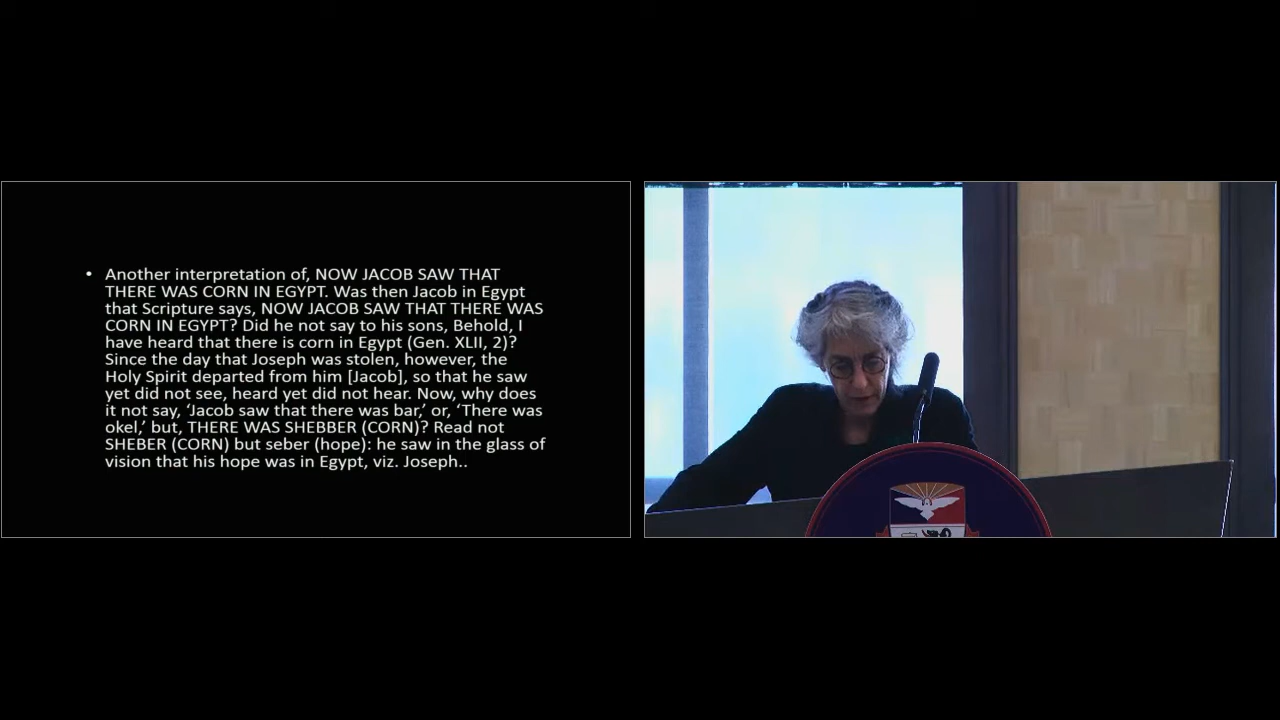 • Another interpretation of, NOW JACOB SAW THAT
THERE WAS CORN IN EGYPT. Was then Jacob in Egypt
that Scripture says, NOW JACOB SAW THAT THERE WAS
CORN IN EGYPT? Did he not say to his sons, Behold, I
have heard that there is corn in Egypt (Gen. XLII, 2)?
Since the day that Joseph was stolen, however, the
Holy Spirit departed from him [Jacob], so that he saw
yet did not see, heard yet did not hear. Now, why does
it not say, ‘Jacob saw that there was bar,’ or, ‘There was
okel,’ but, THERE WAS SHEBBER (CORN)? Read not
SHEBER (CORN) but seber (hope): he saw in the glass of
vision that his hope was in Egypt, viz. Joseph..